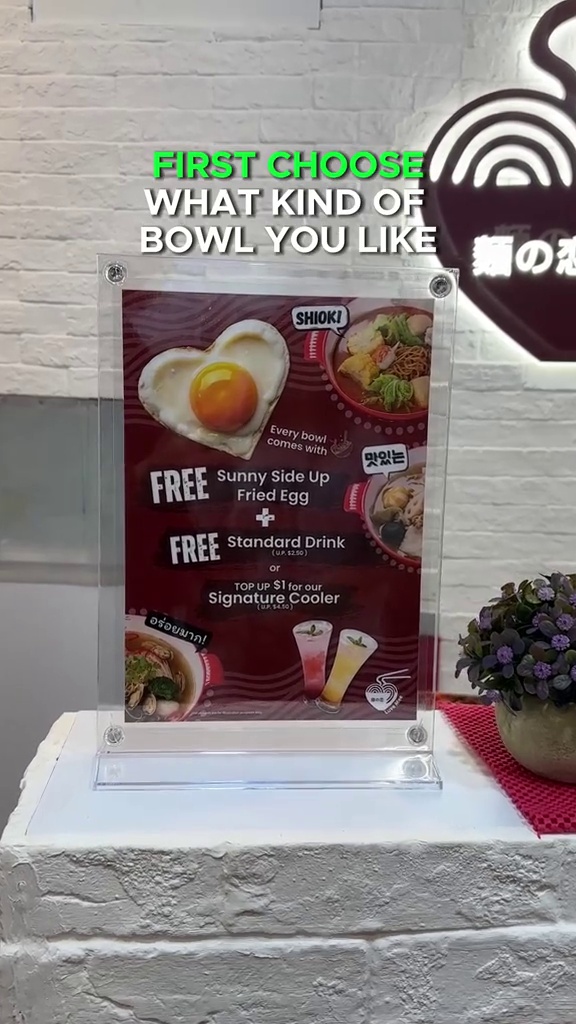 FIRST CHOOSE
WHAT KIND OF
BOWL YOU LIKE
麺の恋
SHIOK!
Every bowl
comes with
맛있는
FREE Sunny Side Up
Fried Egg
+
FREE Standard Drink
(U.P. $2.50)
or
TOP UP $1 for our
Signature Cooler
(U.P. $4.50)
อร่อยมาก!